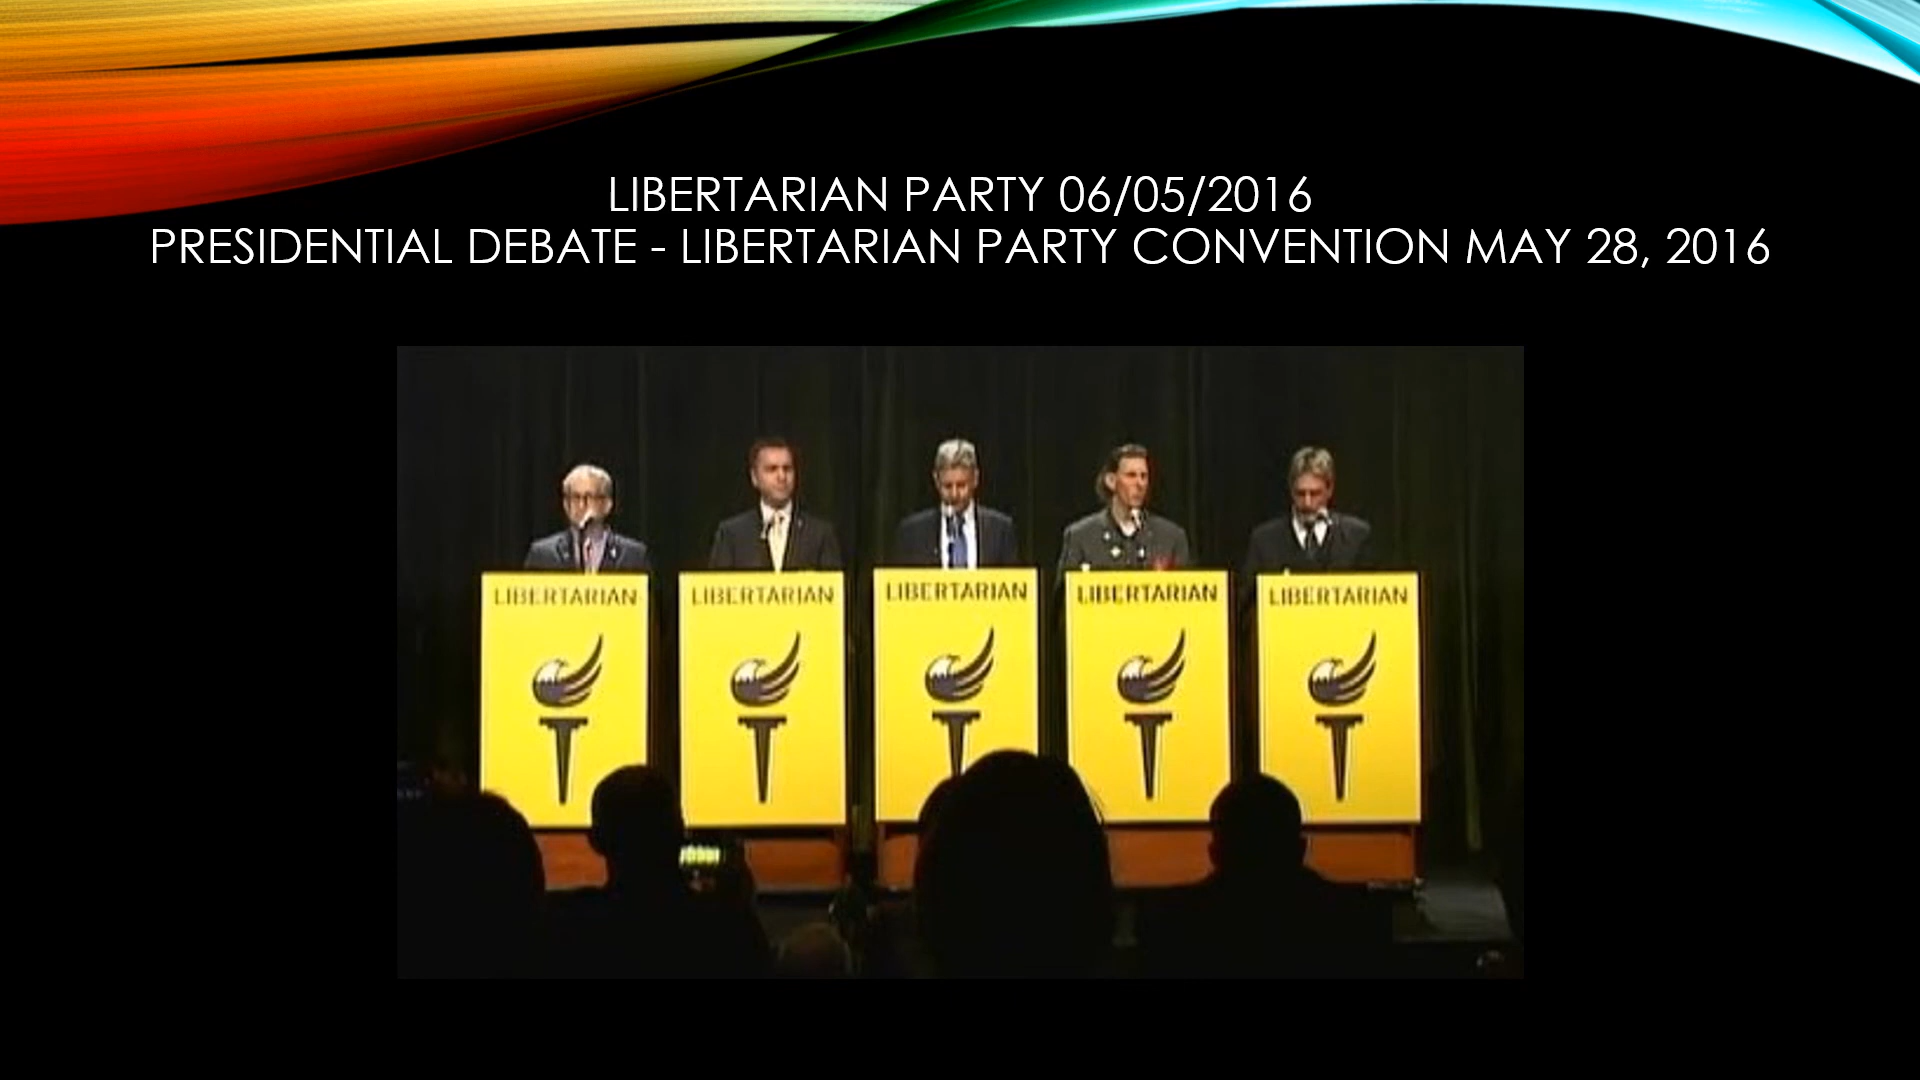 LIBERTARIAN PARTY 06/05/2016
PRESIDENTIAL DEBATE - LIBERTARIAN PARTY CONVENTION MAY 28, 2016
LIBERTARIAN
LIBERTARIAN
LIBERTARIAN
LIBERTARIAN
LIBERTARIAN